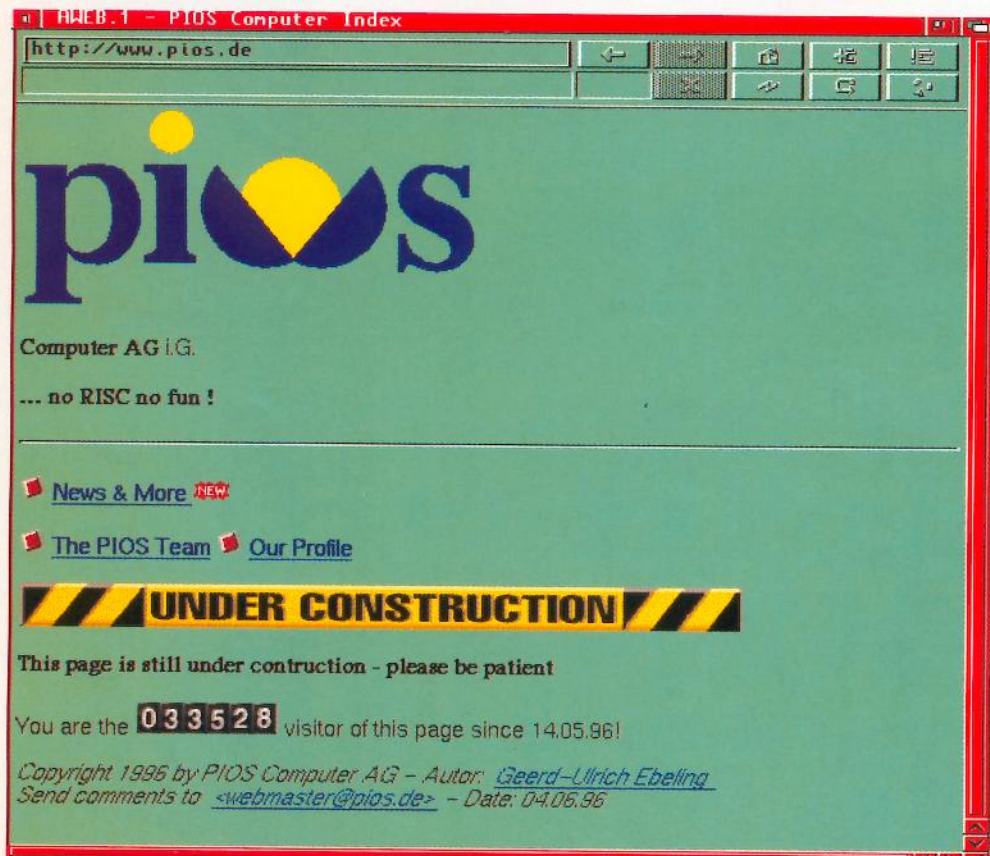 AWEB.1 - PIOS Computer Index
http://www.pios.de
pios
Computer AG i.G.
... no RISC no fun !
News & More NEW
The PIOS Team Our Profile
UNDER CONSTRUCTION
This page is still under contruction - please be patient
You are the 033528 visitor of this page since 14.05.96!
Copyright 1996 by PIOS Computer AG - Autor: Geerd-Ulrich Ebeling
Send comments to <webmaster@pios.de> - Date: 04.06.96